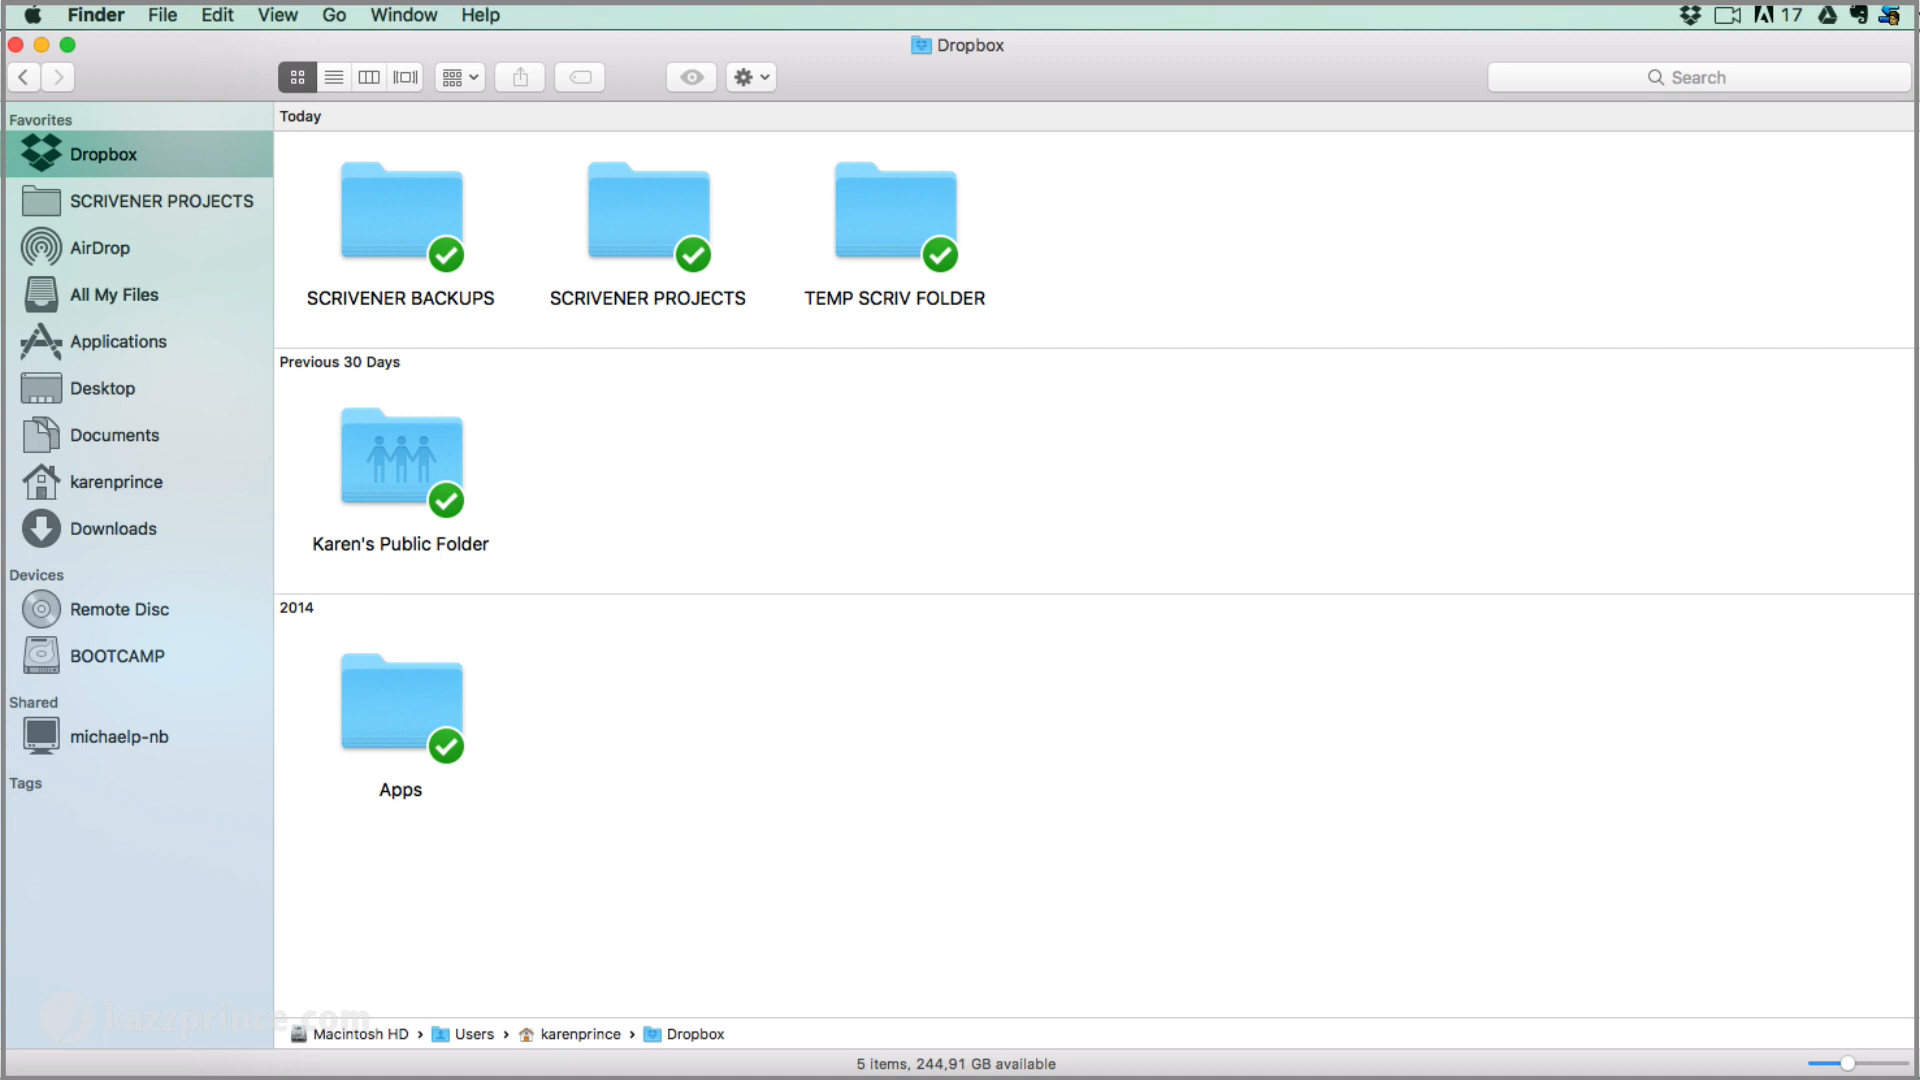 Finder File Edit View Go Window Help 17
Dropbox
Search
Favorites
Dropbox
SCRIVENER PROJECTS
AirDrop
All My Files
Applications
Desktop
Documents
karenprince
Downloads
Devices
Remote Disc
BOOTCAMP
Shared
michaelp-nb
Tags
Today
SCRIVENER BACKUPS SCRIVENER PROJECTS TEMP SCRIV FOLDER
Previous 30 Days
Karen's Public Folder
2014
Apps
kazzprince.com
Macintosh HD › Users › karenprince › Dropbox
5 items, 244,91 GB available